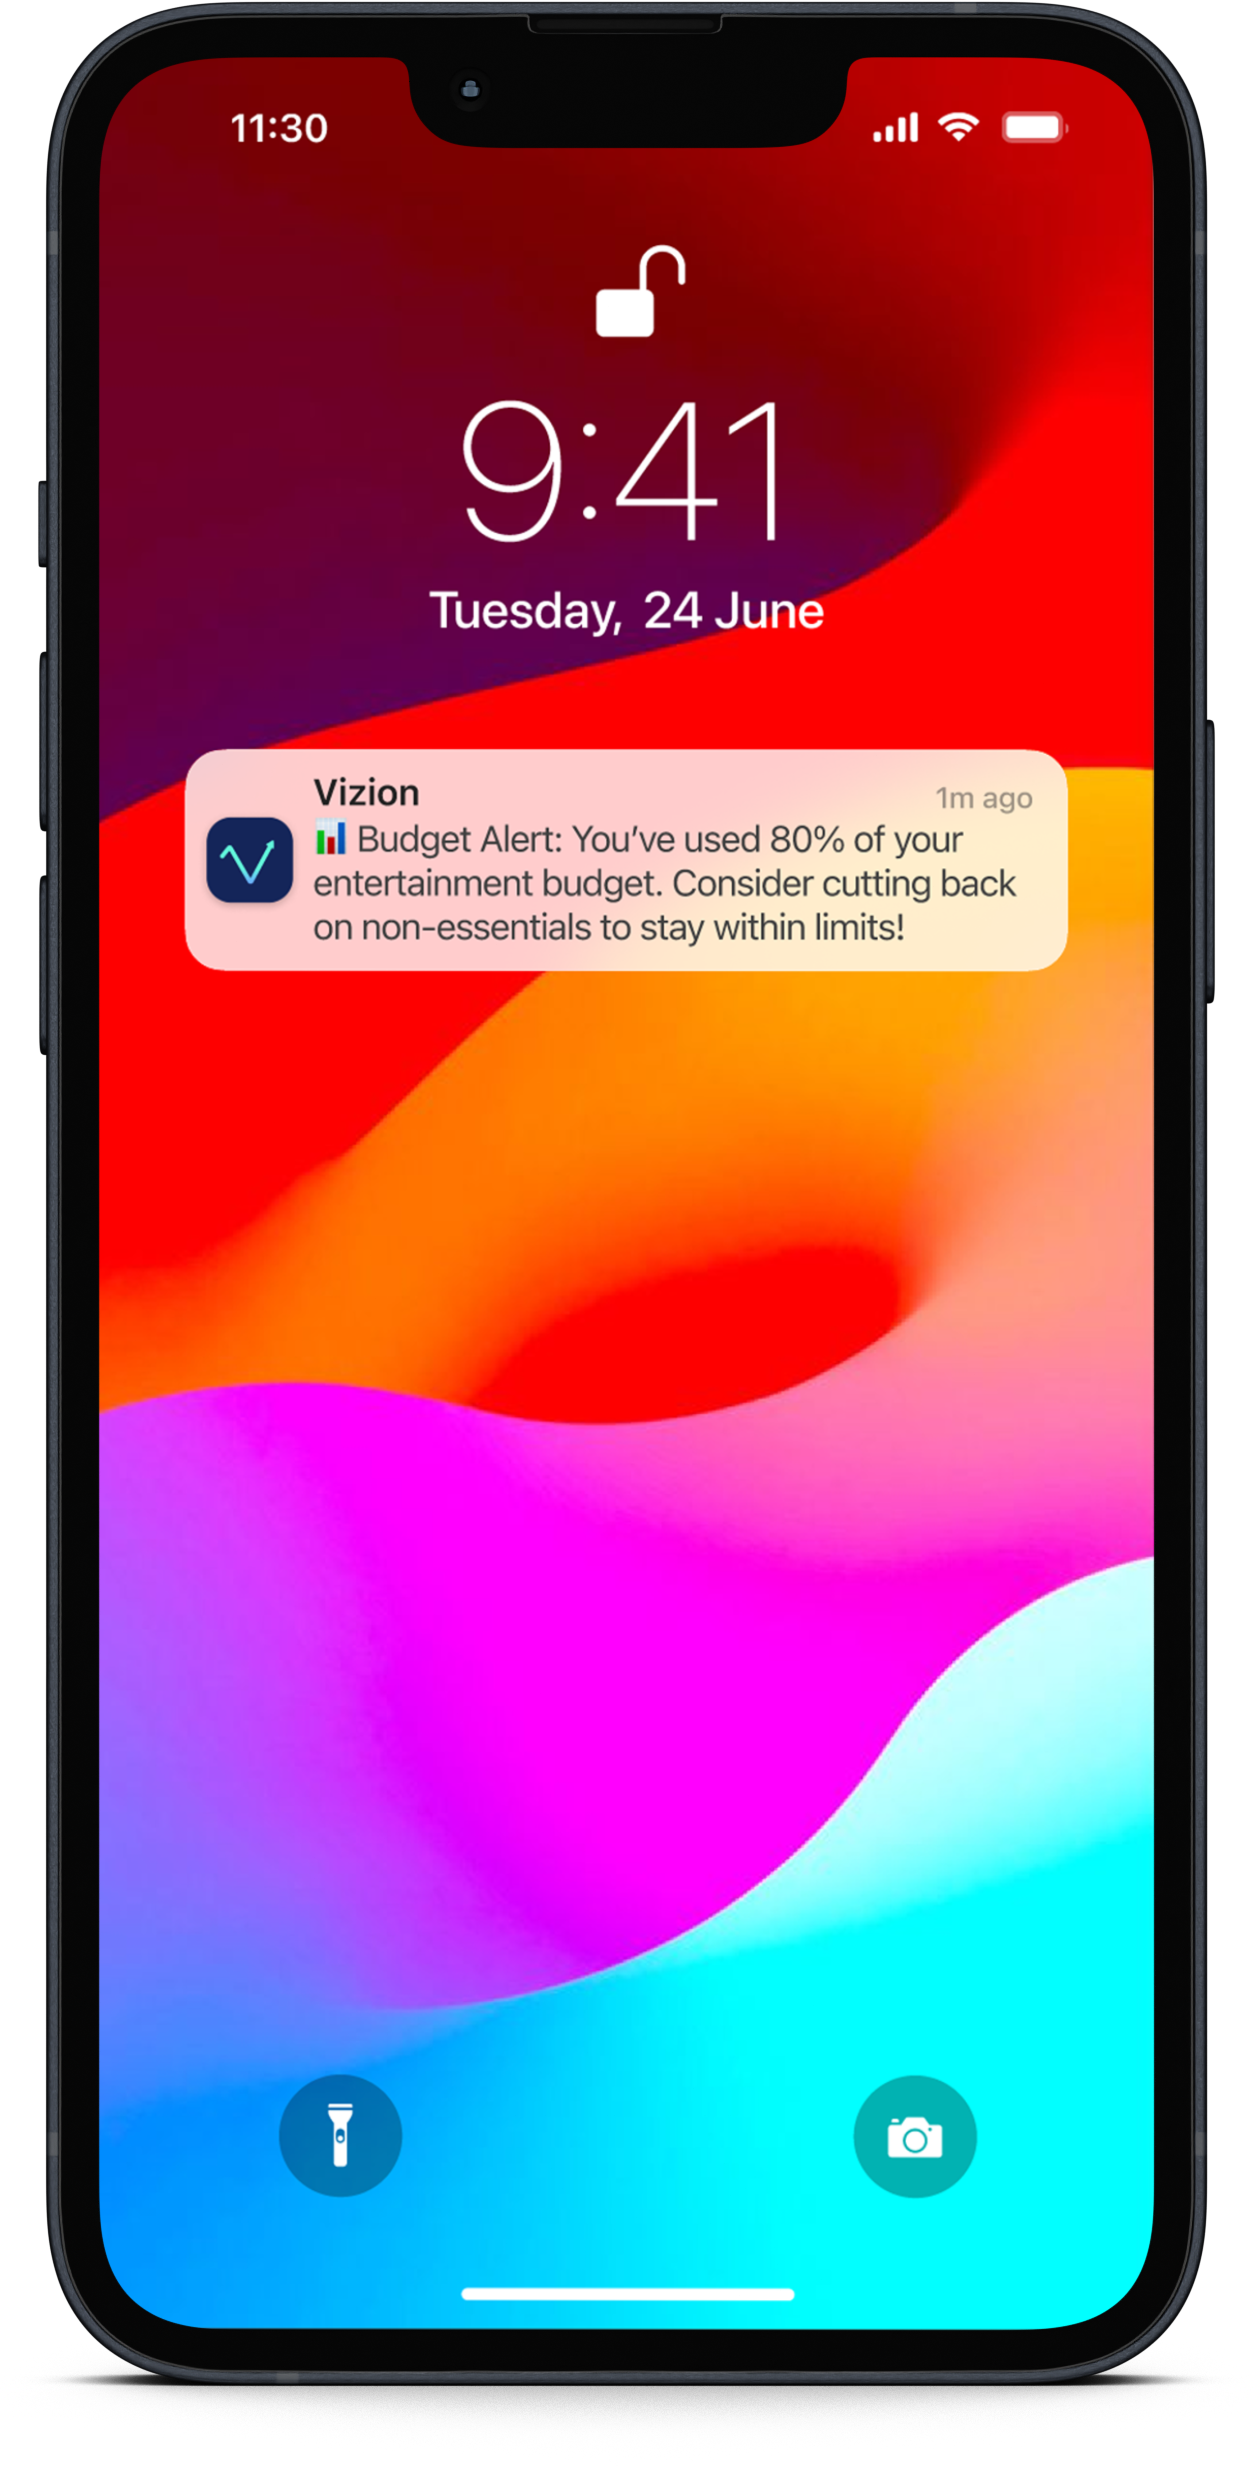 11:30
9:41
Tuesday, 24 June
Vizion
1m ago
📊 Budget Alert: You've used 80% of your
entertainment budget. Consider cutting back
on non-essentials to stay within limits!